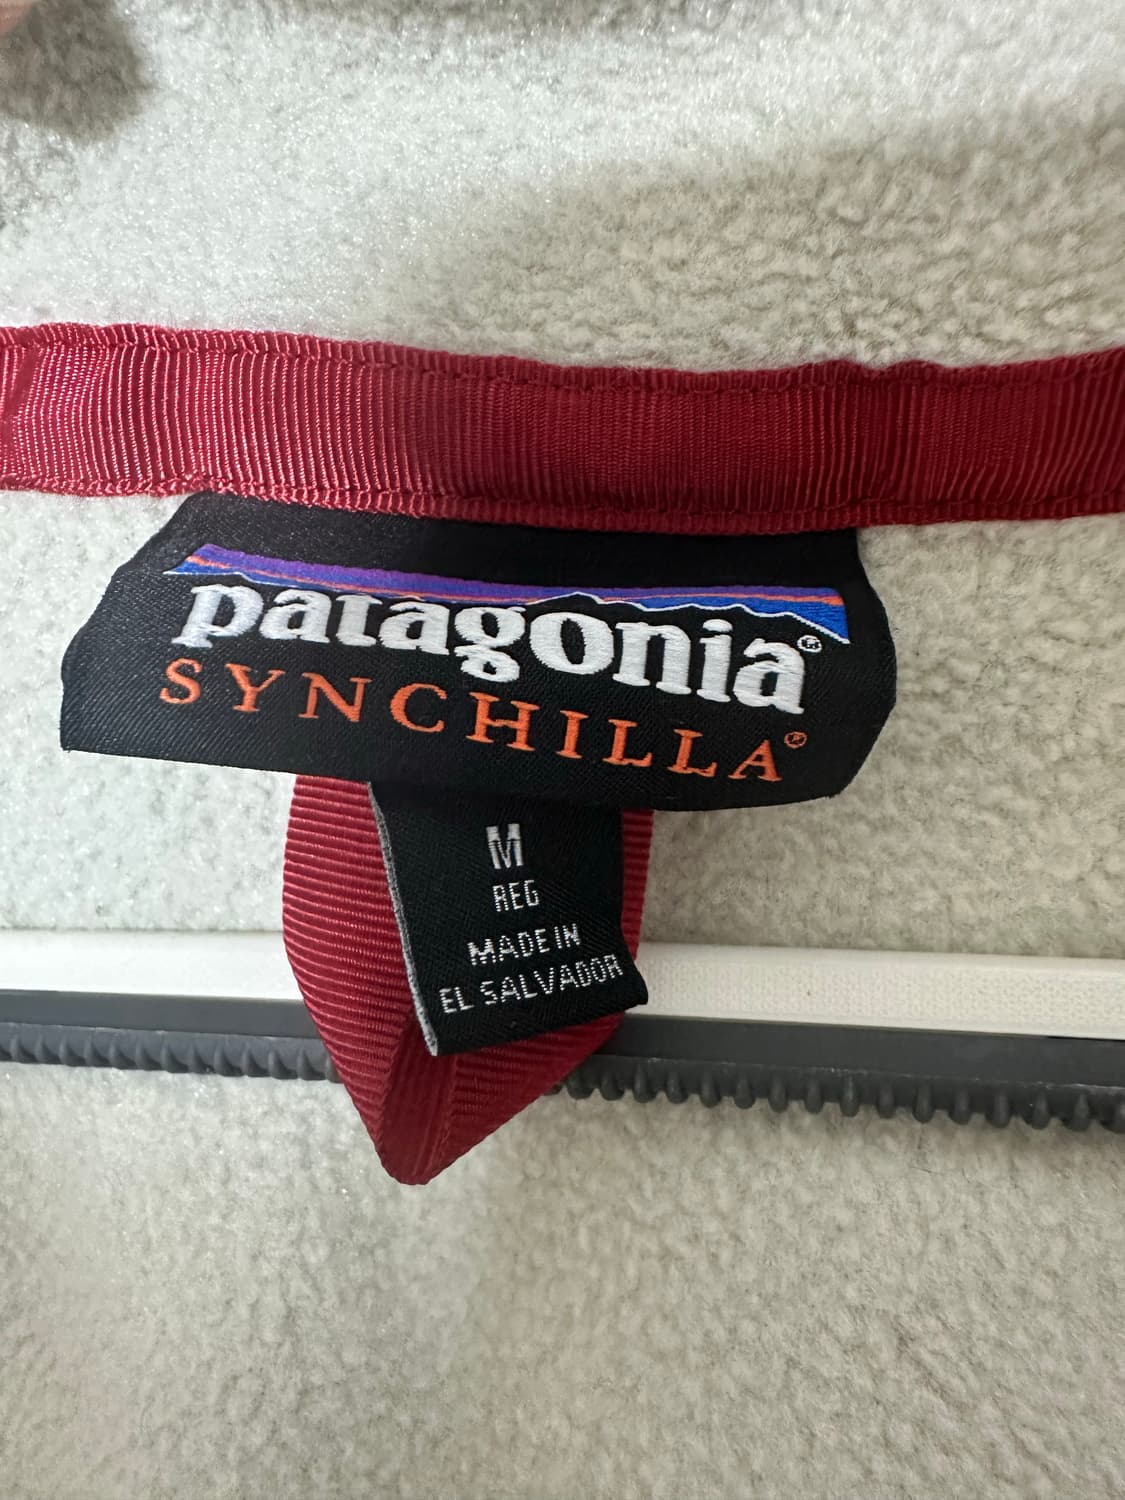 patagonia®
SYNCHILLA®
M
REG
MADE IN
EL SALVADOR